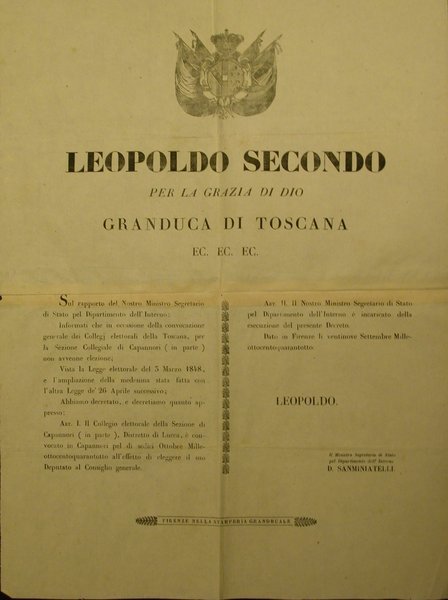 LEOPOLDO SECONDO
PER LA GRAZIA DI DIO
GRANDUCA DI TOSCANA
EC. EC. EC.
Sul rapporto del Nostro Ministro Segretario
di Stato pel Dipartimento dell'Interno;
Informati che in occasione della convocazione
generale dei Collegj elettorali della Toscana, per
la Sezione Collegiale di Capannori ( in parte )
non avvenne elezione;
Vista la Legge elettorale del 3 Marzo 1848,
e l'ampliazione della medesima stata fatta con
l'altra Legge de' 26 Aprile successivo;
Abbiamo decretato, e decretiamo quanto ap-
presso:
Art. I. Il Collegio elettorale della Sezione di
Capannori ( in parte ), Distretto di Lucca, è con-
vocato in Capannori pel dì sedici Ottobre Mille-
ottocentoquarantotto all'effetto di eleggere il suo
Deputato al Consiglio generale.
Art. II. Il Nostro Ministro Segretario di Stato
pel Dipartimento dell'Interno è incaricato della
esecuzione del presente Decreto.
Dato in Firenze li ventinove Settembre Mille-
ottocentoquarantotto.
LEOPOLDO.
Il Ministro Segretario di Stato
pel Dipartimento dell'Interno
D. SANMINIATELLI.
FIRENZE NELLA STAMPERIA GRANDUCALE